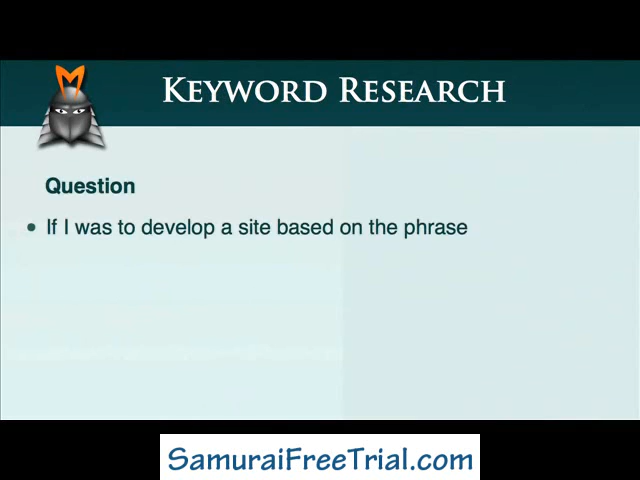 Keyword Research
Question
• If I was to develop a site based on the phrase
SamuraiFreeTrial.com